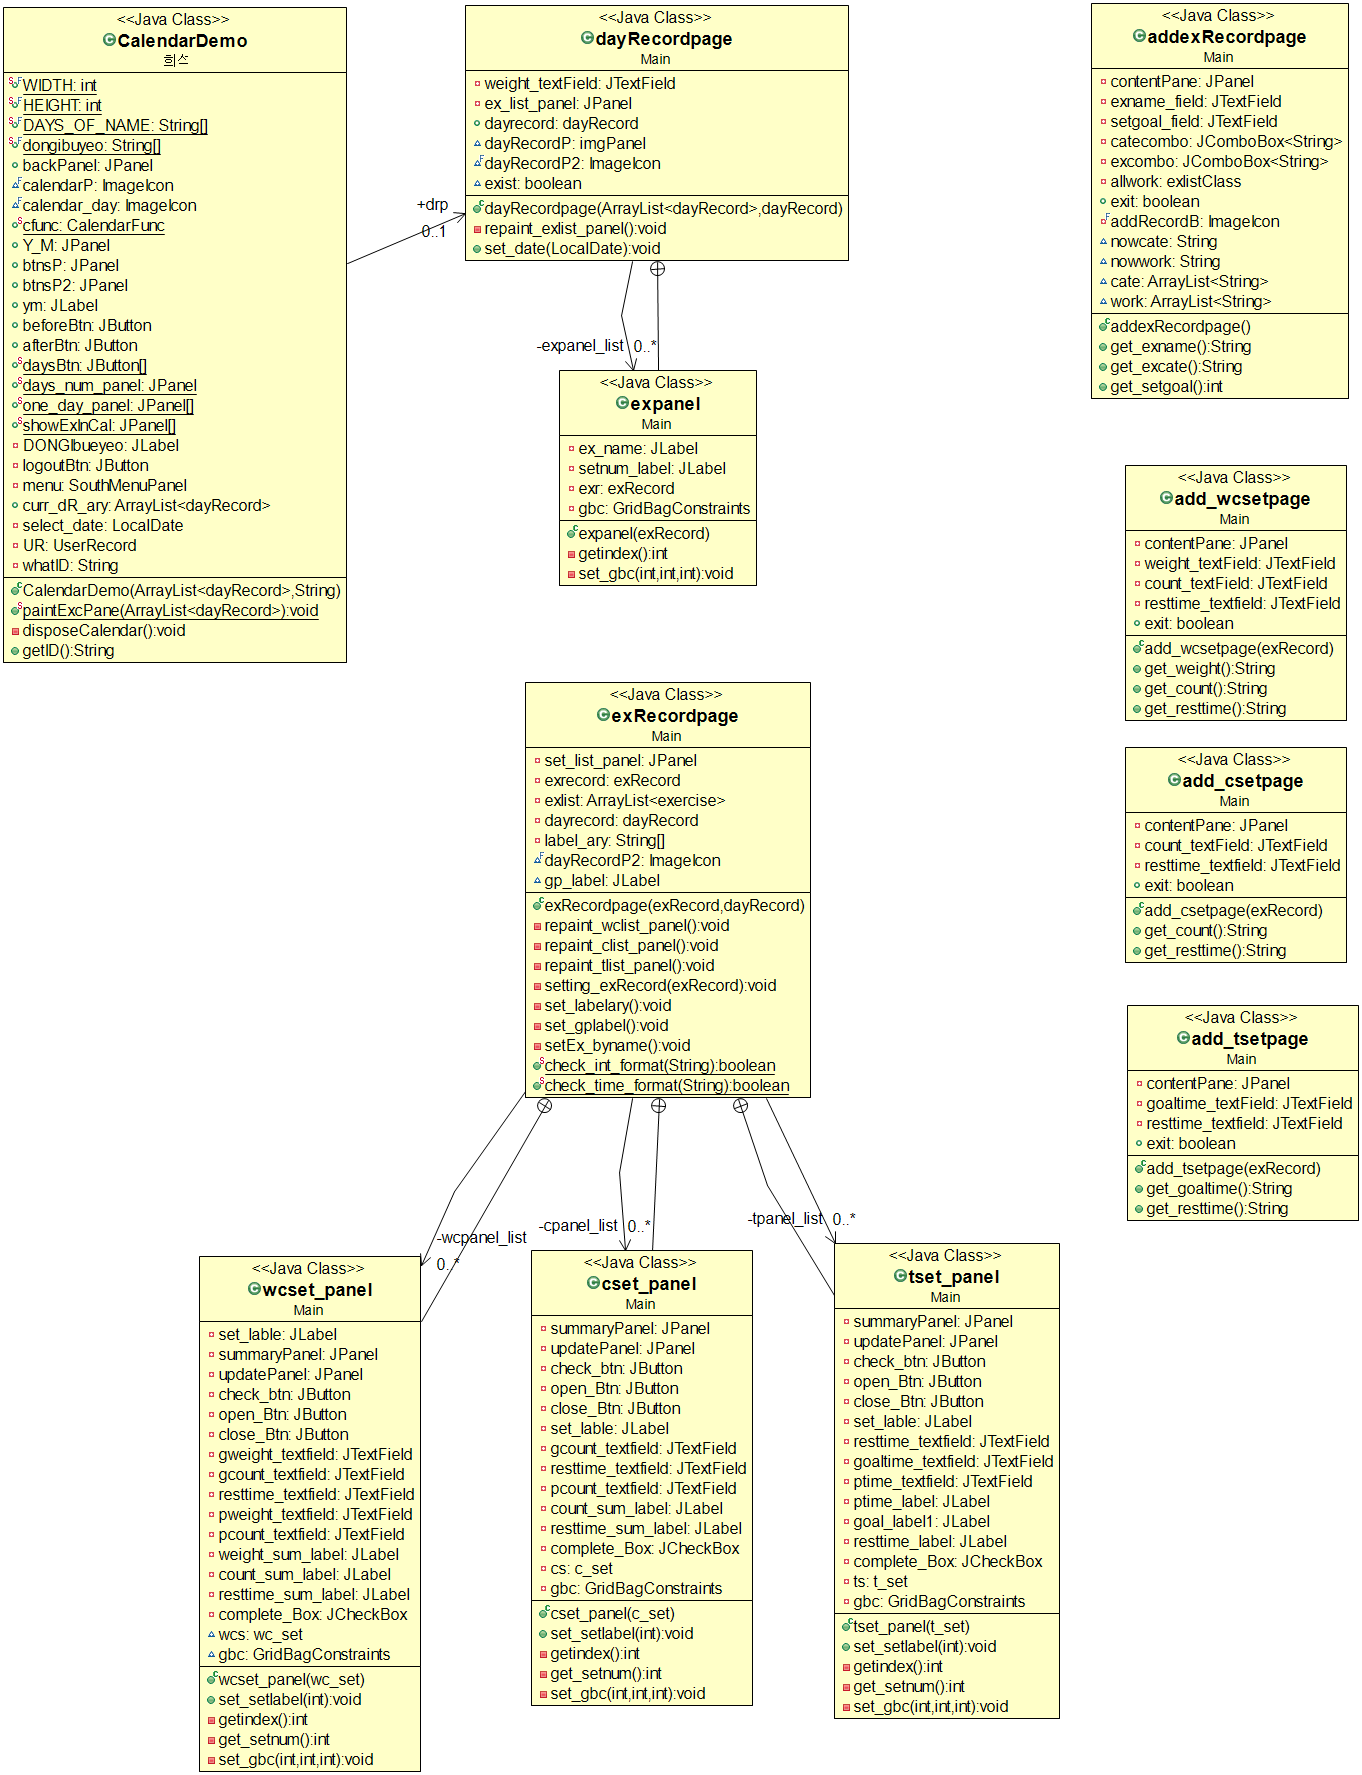 <<Java Class>>
CalendarDemo
희스
WIDTH: int
HEIGHT: int
DAYS_OF_NAME: String[]
dongibuyeo: String[]
backPanel: JPanel
calendarP: ImageIcon
calendar_day: ImageIcon
cfunc: CalendarFunc
Y_M: JPanel
btnsP: JPanel
btnsP2: JPanel
ym: JLabel
beforeBtn: JButton
afterBtn: JButton
daysBtn: JButton[]
days_num_panel: JPanel
one_day_panel: JPanel[]
showExInCal: JPanel[]
DONGIbueyeo: JLabel
logoutBtn: JButton
menu: SouthMenuPanel
curr_dR_ary: ArrayList<dayRecord>
select_date: LocalDate
UR: UserRecord
whatID: String
CalendarDemo(ArrayList<dayRecord>,String)
paintExcPane(ArrayList<dayRecord>):void
disposeCalendar():void
getID():String
+drp
0..1
<<Java Class>>
dayRecordpage
Main
weight_textField: JTextField
ex_list_panel: JPanel
dayrecord: dayRecord
dayRecordP: imgPanel
dayRecordP2: ImageIcon
exist: boolean
dayRecordpage(ArrayList<dayRecord>,dayRecord)
repaint_exlist_panel():void
set_date(LocalDate):void
-expanel_list 0..*
<<Java Class>>
expanel
Main
ex_name: JLabel
setnum_label: JLabel
exr: exRecord
gbc: GridBagConstraints
expanel(exRecord)
getindex():int
set_gbc(int,int,int):void
<<Java Class>>
addexRecordpage
Main
contentPane: JPanel
exname_field: JTextField
setgoal_field: JTextField
catecombo: JComboBox<String>
excombo: JComboBox<String>
allwork: exlistClass
exit: boolean
addRecordB: ImageIcon
nowcate: String
nowwork: String
cate: ArrayList<String>
work: ArrayList<String>
addexRecordpage()
get_exname():String
get_excate():String
get_setgoal():int
<<Java Class>>
add_wcsetpage
Main
contentPane: JPanel
weight_textField: JTextField
count_textField: JTextField
resttime_textfield: JTextField
exit: boolean
add_wcsetpage(exRecord)
get_weight():String
get_count():String
get_resttime():String
<<Java Class>>
add_csetpage
Main
contentPane: JPanel
count_textField: JTextField
resttime_textfield: JTextField
exit: boolean
add_csetpage(exRecord)
get_count():String
get_resttime():String
<<Java Class>>
add_tsetpage
Main
contentPane: JPanel
goaltime_textField: JTextField
resttime_textfield: JTextField
exit: boolean
add_tsetpage(exRecord)
get_goaltime():String
get_resttime():String
<<Java Class>>
exRecordpage
Main
set_list_panel: JPanel
exrecord: exRecord
exlist: ArrayList<exercise>
dayrecord: dayRecord
label_ary: String[]
dayRecordP2: ImageIcon
gp_label: JLabel
exRecordpage(exRecord,dayRecord)
repaint_wclist_panel():void
repaint_clist_panel():void
repaint_tlist_panel():void
setting_exRecord(exRecord):void
set_labelary():void
set_gplabel():void
setEx_byname():void
check_int_format(String):boolean
check_time_format(String):boolean
-wcpanel_list
0..*
-cpanel_list 0..*
-tpanel_list 0..*
<<Java Class>>
wcset_panel
Main
set_lable: JLabel
summaryPanel: JPanel
updatePanel: JPanel
check_btn: JButton
open_Btn: JButton
close_Btn: JButton
gweight_textfield: JTextField
gcount_textfield: JTextField
resttime_textfield: JTextField
pweight_textfield: JTextField
pcount_textfield: JTextField
weight_sum_label: JLabel
count_sum_label: JLabel
resttime_sum_label: JLabel
complete_Box: JCheckBox
wcs: wc_set
gbc: GridBagConstraints
wcset_panel(wc_set)
set_setlabel(int):void
getindex():int
get_setnum():int
set_gbc(int,int,int):void
<<Java Class>>
cset_panel
Main
summaryPanel: JPanel
updatePanel: JPanel
check_btn: JButton
open_Btn: JButton
close_Btn: JButton
set_lable: JLabel
gcount_textfield: JTextField
resttime_textfield: JTextField
pcount_textfield: JTextField
count_sum_label: JLabel
resttime_sum_label: JLabel
complete_Box: JCheckBox
cs: c_set
gbc: GridBagConstraints
cset_panel(c_set)
set_setlabel(int):void
getindex():int
get_setnum():int
set_gbc(int,int,int):void
<<Java Class>>
tset_panel
Main
summaryPanel: JPanel
updatePanel: JPanel
check_btn: JButton
open_Btn: JButton
close_Btn: JButton
set_lable: JLabel
resttime_textfield: JTextField
goaltime_textfield: JTextField
ptime_textfield: JTextField
ptime_label: JLabel
goal_label1: JLabel
resttime_label: JLabel
complete_Box: JCheckBox
ts: t_set
gbc: GridBagConstraints
tset_panel(t_set)
set_setlabel(int):void
getindex():int
get_setnum():int
set_gbc(int,int,int):void